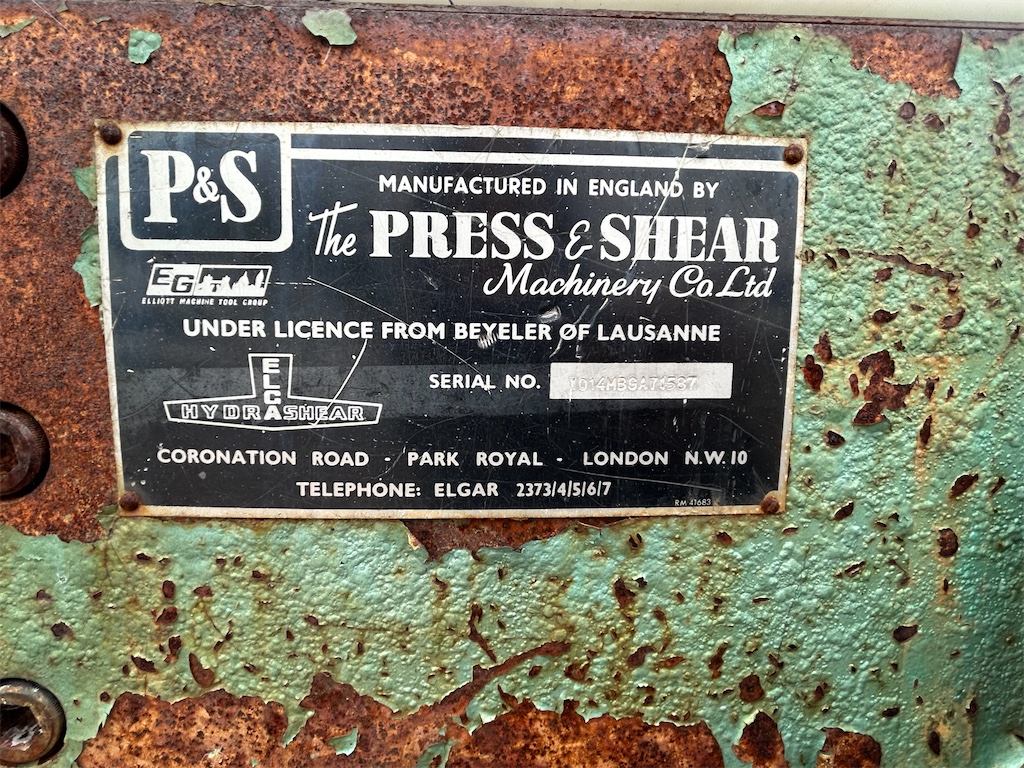 P&S
MANUFACTURED IN ENGLAND BY
The PRESS & SHEAR
Machinery Co. Ltd
EG
ELLIOTT MACHINE TOOL GROUP
UNDER LICENCE FROM BEYELER OF LAUSANNE
ELGA
HYDRASHEAR
SERIAL NO.
CORONATION ROAD - PARK ROYAL - LONDON N.W.10
TELEPHONE: ELGAR 2373/4/5/6/7
RM 41683